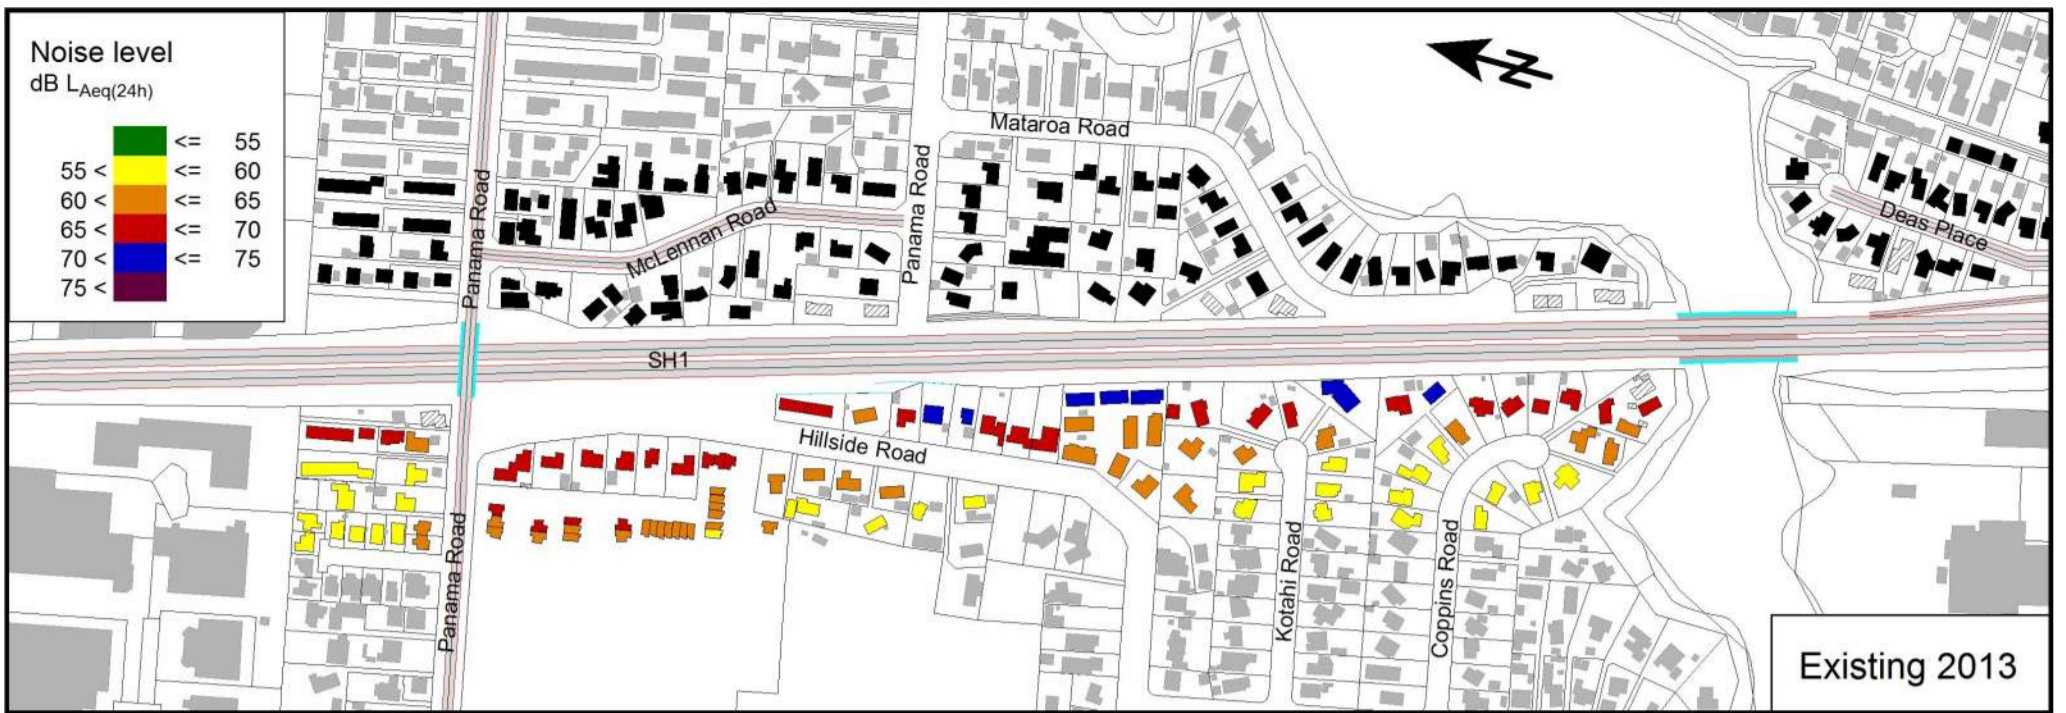 Noise level
dB LAeq(24h)
<= 55
55 < <= 60
60 < <= 65
65 < <= 70
70 < <= 75
75 <
Mataroa Road
Panama Road
Panama Road
McLennan Road
Deas Place
SH1
Hillside Road
Panama Road
Kotahi Road
Coppins Road
Existing 2013